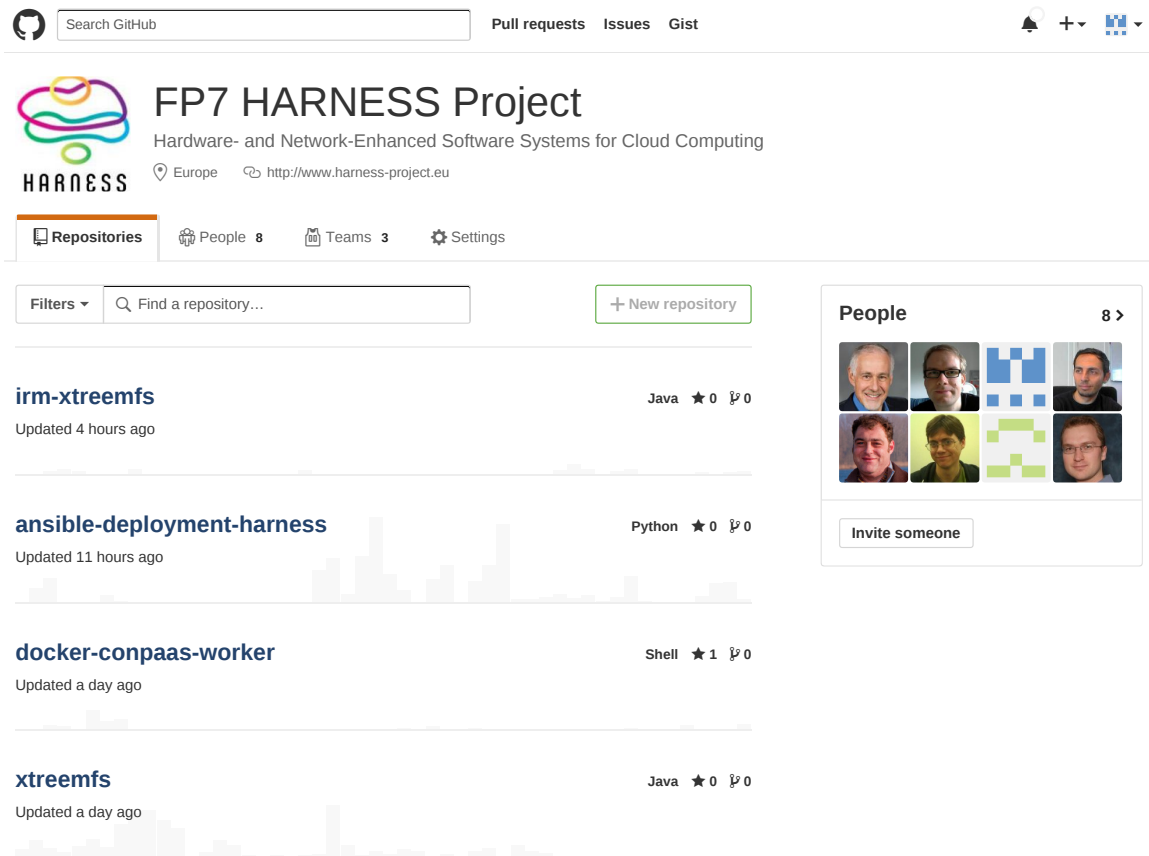 Search GitHub Pull requests Issues Gist
FP7 HARNESS Project
Hardware- and Network-Enhanced Software Systems for Cloud Computing
Europe http://www.harness-project.eu
HARNESS
Repositories People 8 Teams 3 Settings
Filters Find a repository… New repository
People 8
irm-xtreemfs Java 0 0
Updated 4 hours ago
ansible-deployment-harness Python 0 0
Invite someone
Updated 11 hours ago
docker-conpaas-worker Shell 1 0
Updated a day ago
xtreemfs Java 0 0
Updated a day ago